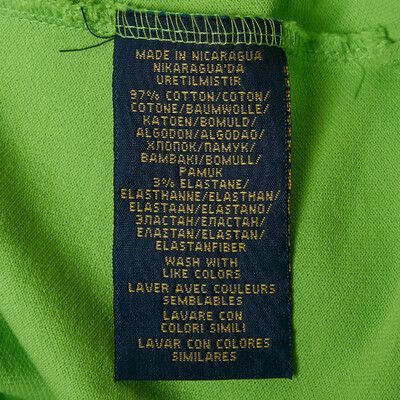 MADE IN NICARAGUA
NIKARAGUA'DA
URETILMISTIR
97% COTTON/COTON/
COTONE/BAUMWOLLE/
KATOEN/BOMULD/
ALGODON/ALGODAO/
ХЛОПОК/ПАМУК/
BAMBAKI/BOMULL/
PAMUK
3% ELASTANE/
ELASTHANNE/ELASTHAN/
ELASTAAN/ELASTANO/
ЭЛАСТАН/ЕЛАСТАН/
ΕΛΑΣΤΑΝ/ELASTAN/
ELASTANFIBER
WASH WITH
LIKE COLORS
LAVER AVEC COULEURS
SEMBLABLES
LAVARE CON
COLORI SIMILI
LAVAR CON COLORES
SIMILARES